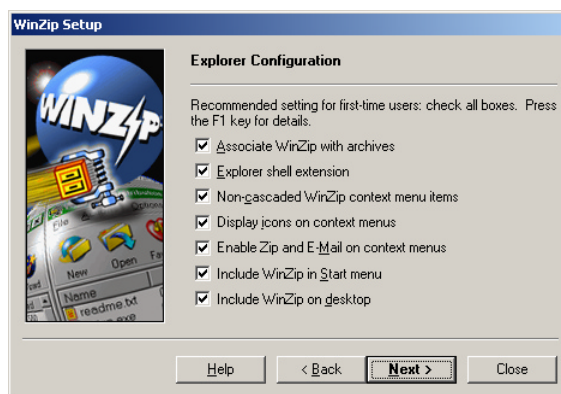 WinZip Setup
Explorer Configuration
Recommended setting for first-time users: check all boxes. Press
the F1 key for details.
Associate WinZip with archives
Explorer shell extension
Non-cascaded WinZip context menu items
Display icons on context menus
Enable Zip and E-Mail on context menus
Include WinZip in Start menu
Include WinZip on desktop
WINZIP
File
Options
New
Open
Name
readme.txt
Help
< Back
Next >
Close